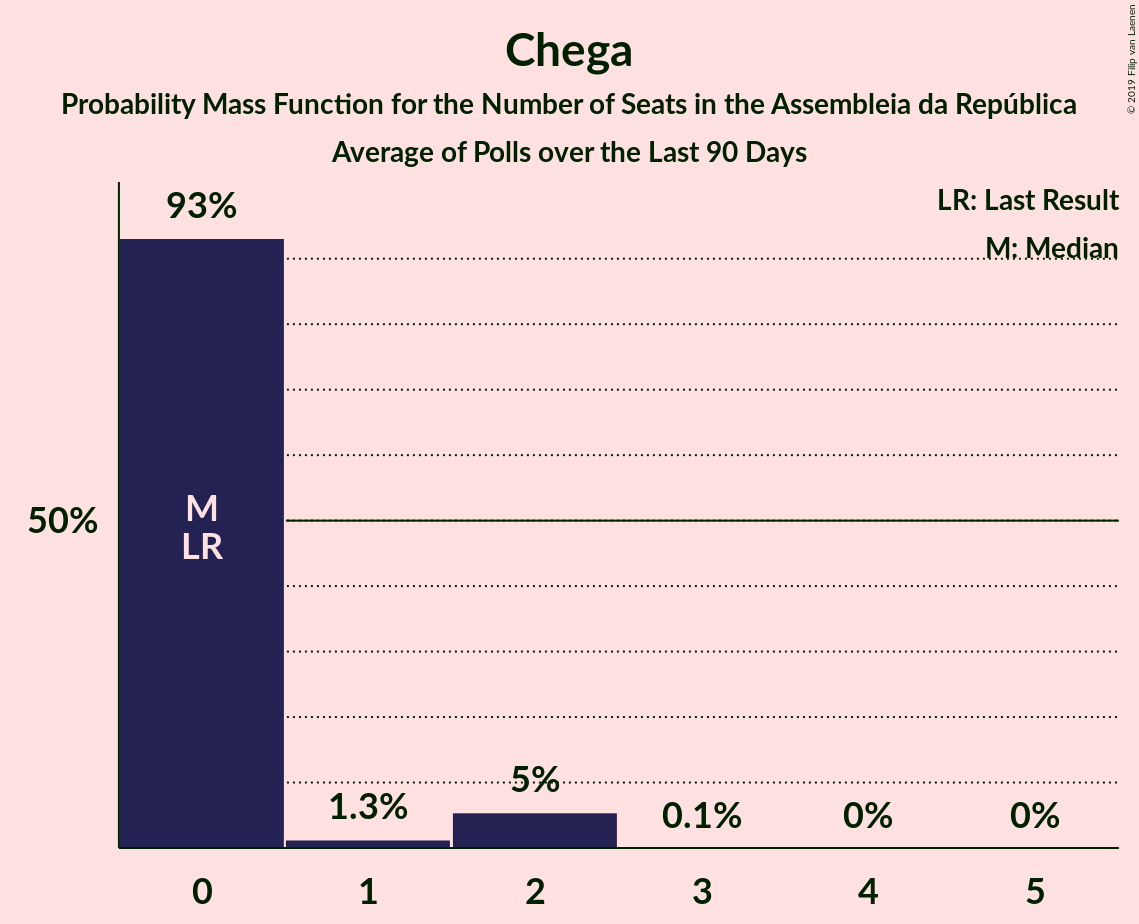 Chega
Probability Mass Function for the Number of Seats in the Assembleia da República
Average of Polls over the Last 90 Days
© 2019 Filip van Laenen
LR: Last Result
M: Median
93%
50%
M
LR
1.3%
5%
0.1%
0%
0%
0
1
2
3
4
5